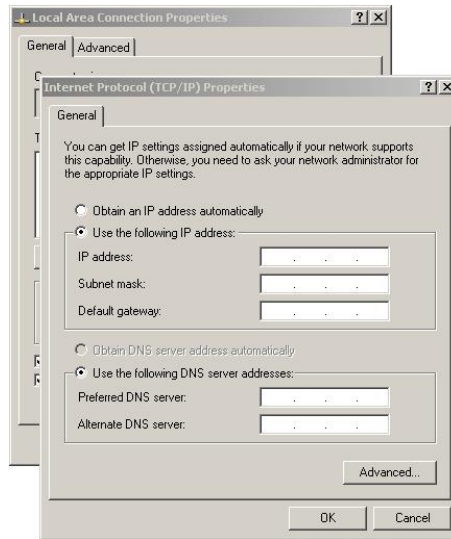 Local Area Connection Properties
General Advanced
Internet Protocol (TCP/IP) Properties
General
You can get IP settings assigned automatically if your network supports
this capability. Otherwise, you need to ask your network administrator for
the appropriate IP settings.
Obtain an IP address automatically
Use the following IP address:
IP address:
Subnet mask:
Default gateway:
Obtain DNS server address automatically
Use the following DNS server addresses:
Preferred DNS server:
Alternate DNS server:
Advanced...
OK Cancel